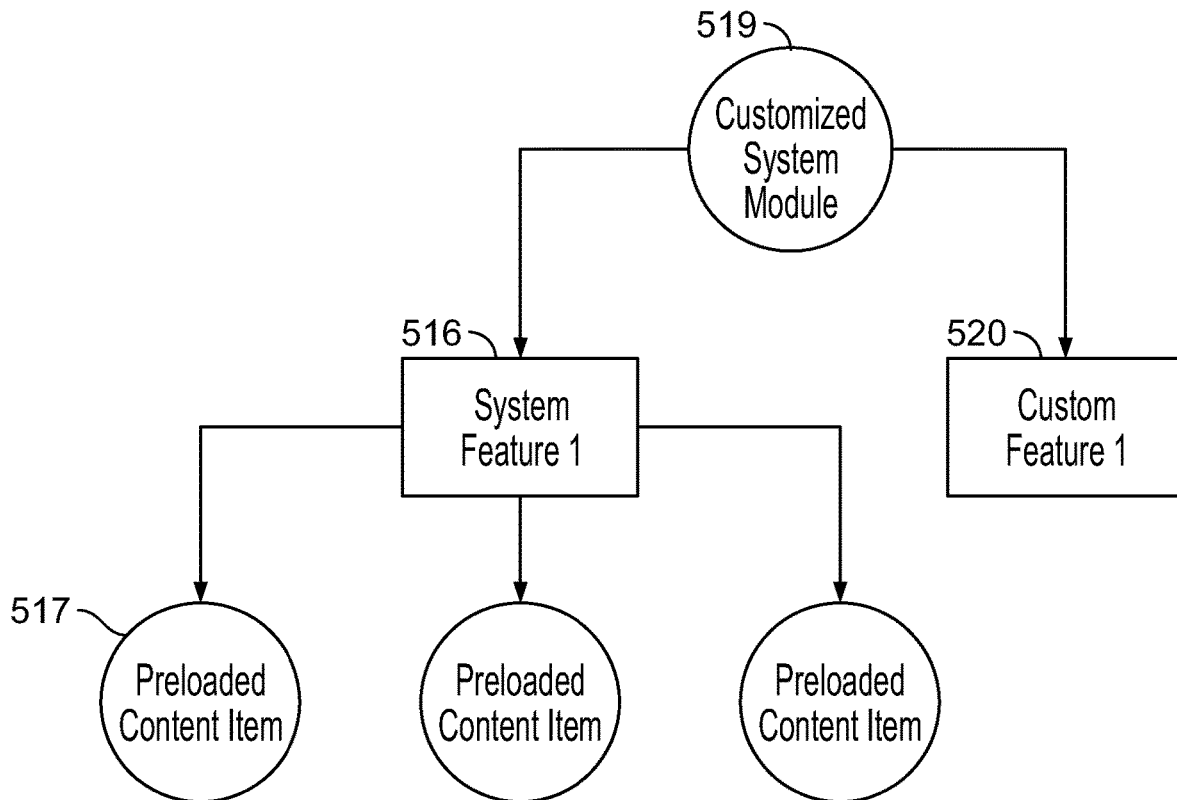 519
Customized
System
Module
516
System
Feature 1
520
Custom
Feature 1
517
Preloaded
Content Item
Preloaded
Content Item
Preloaded
Content Item